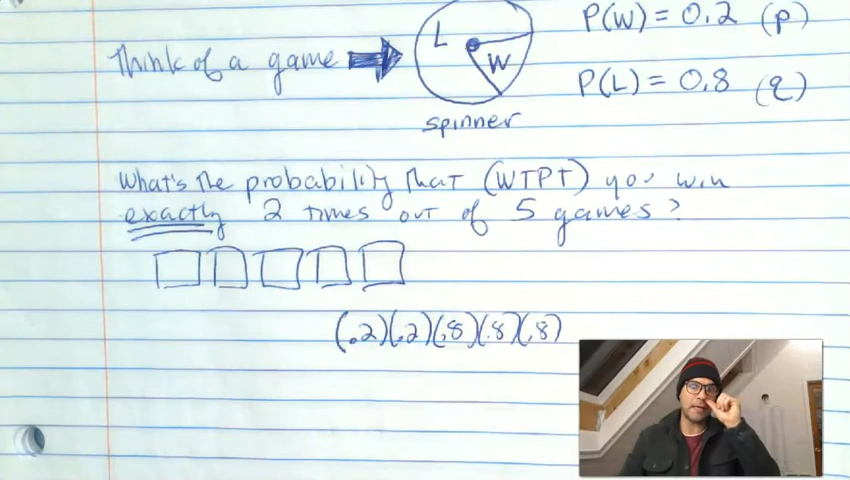 P(W) = 0.2 (p)
Think of a game
L
W
P(L) = 0.8 (q)
spinner
What's the probability that (WTPT) you win
exactly 2 times out of 5 games?
(.2)(.2)(.8)(.8)(.8)